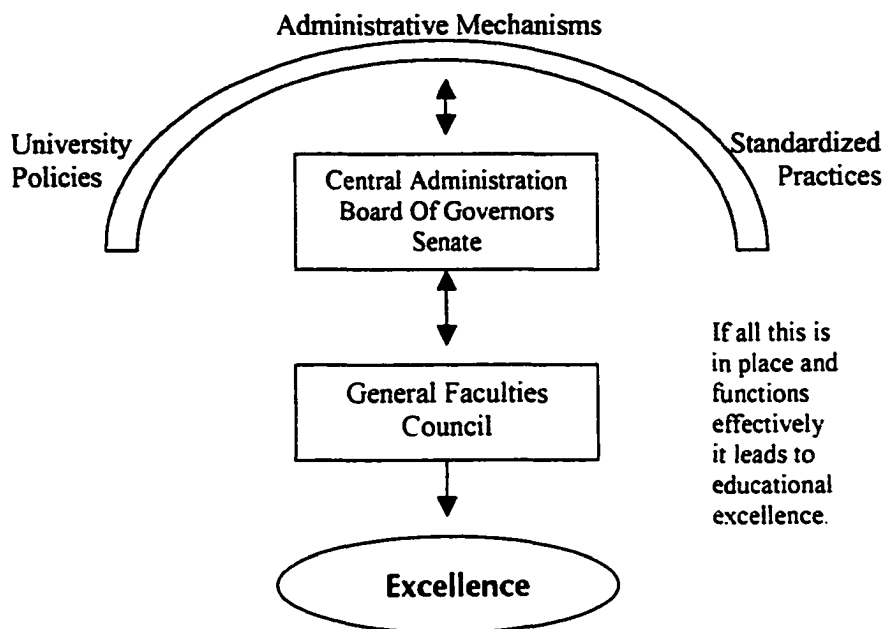 Administrative Mechanisms
University
Policies
Standardized
Practices
Central Administration
Board Of Governors
Senate
General Faculties
Council
If all this is
in place and
functions
effectively
it leads to
educational
excellence.
Excellence